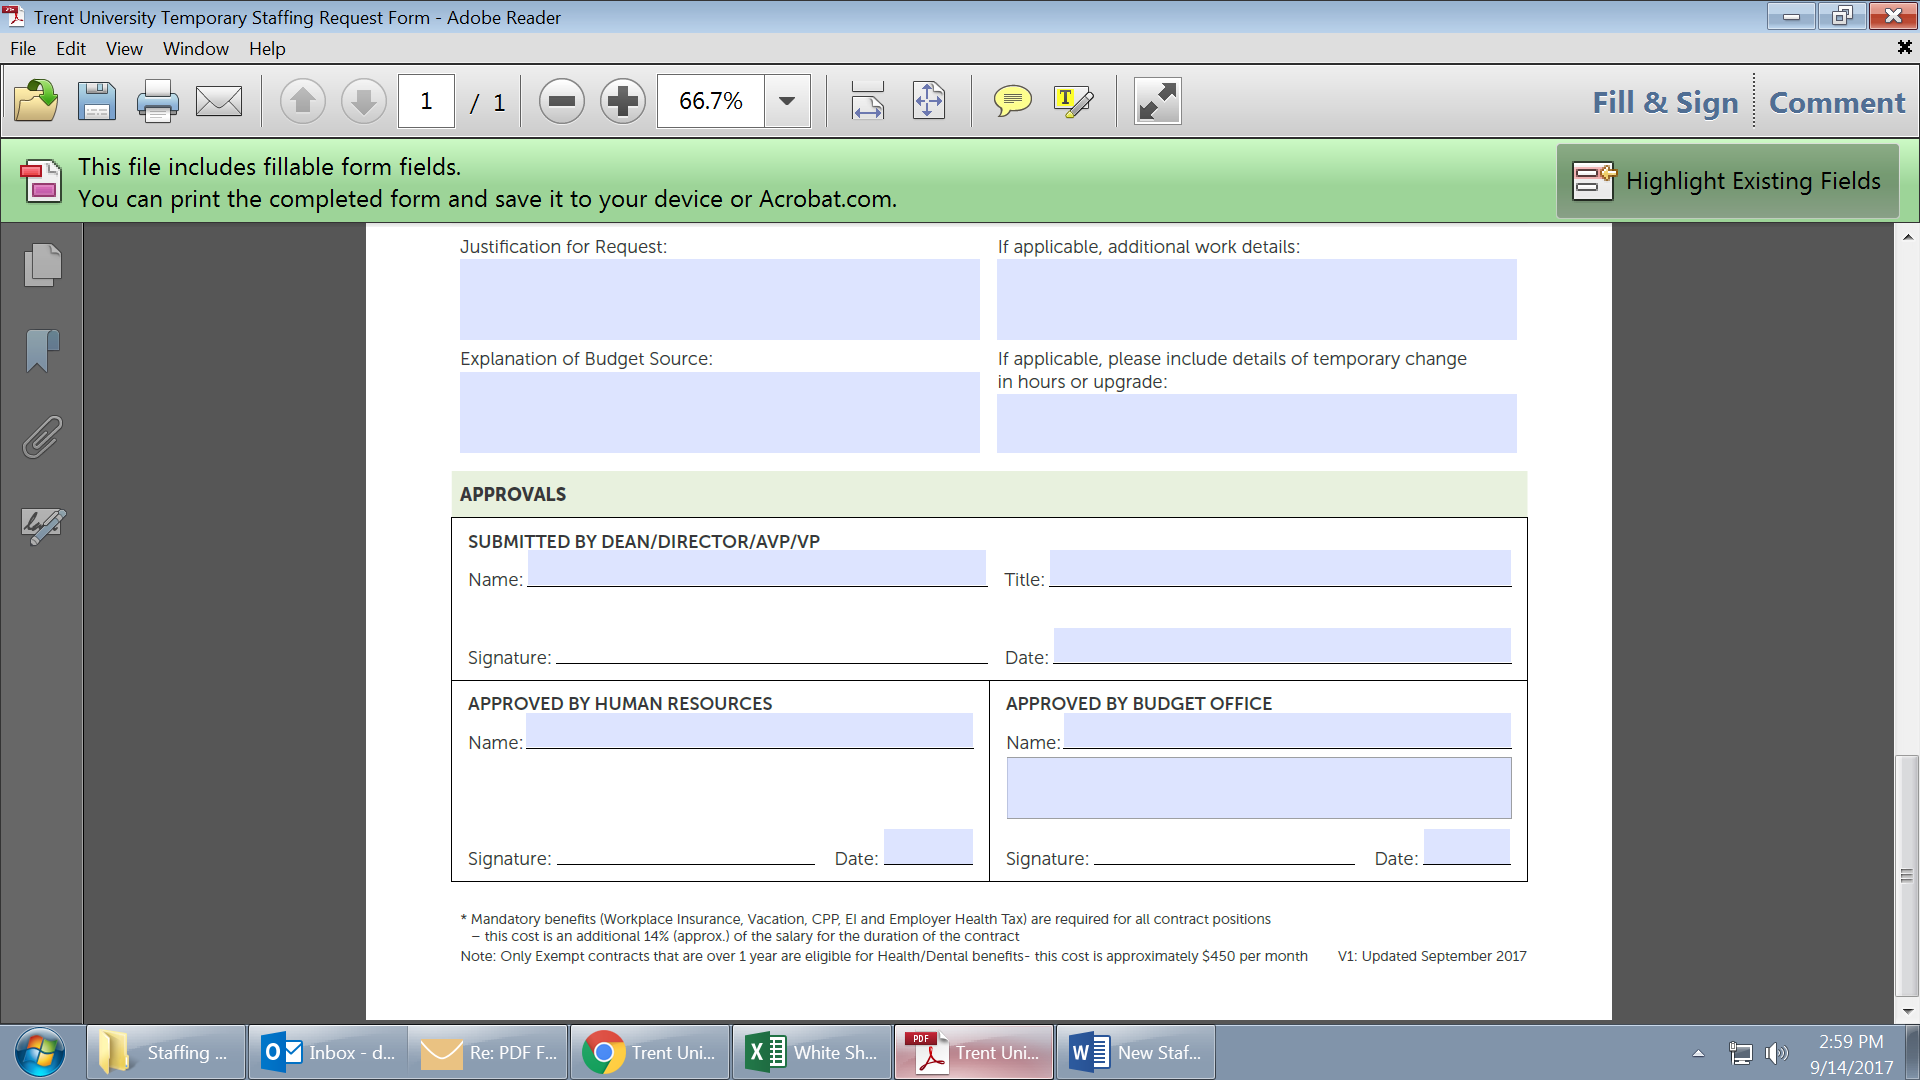 Trent University Temporary Staffing Request Form - Adobe Reader
File Edit View Window Help
1 / 1 66.7% Fill & Sign Comment
This file includes fillable form fields.
You can print the completed form and save it to your device or Acrobat.com.
Highlight Existing Fields
Justification for Request:
If applicable, additional work details:
Explanation of Budget Source:
If applicable, please include details of temporary change
in hours or upgrade:
APPROVALS
SUBMITTED BY DEAN/DIRECTOR/AVP/VP
Name: Title:
Signature: Date:
APPROVED BY HUMAN RESOURCES
Name:
Signature: Date:
APPROVED BY BUDGET OFFICE
Name:
Signature: Date:
* Mandatory benefits (Workplace Insurance, Vacation, CPP, EI and Employer Health Tax) are required for all contract positions
– this cost is an additional 14% (approx.) of the salary for the duration of the contract
Note: Only Exempt contracts that are over 1 year are eligible for Health/Dental benefits- this cost is approximately $450 per month V1: Updated September 2017
Staffing ... Inbox - d... Re: PDF F... Trent Uni... White Sh... PDF Trent Uni... New Staf...
2:59 PM
9/14/2017